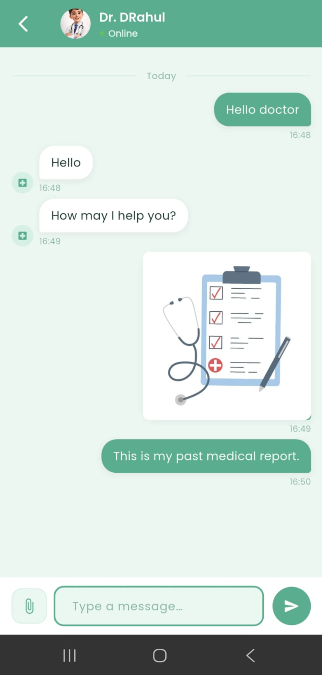 Dr. DRahul
Online
Today
Hello doctor
16:48
Hello
16:48
How may I help you?
16:49
16:49
This is my past medical report.
16:50
Type a message...